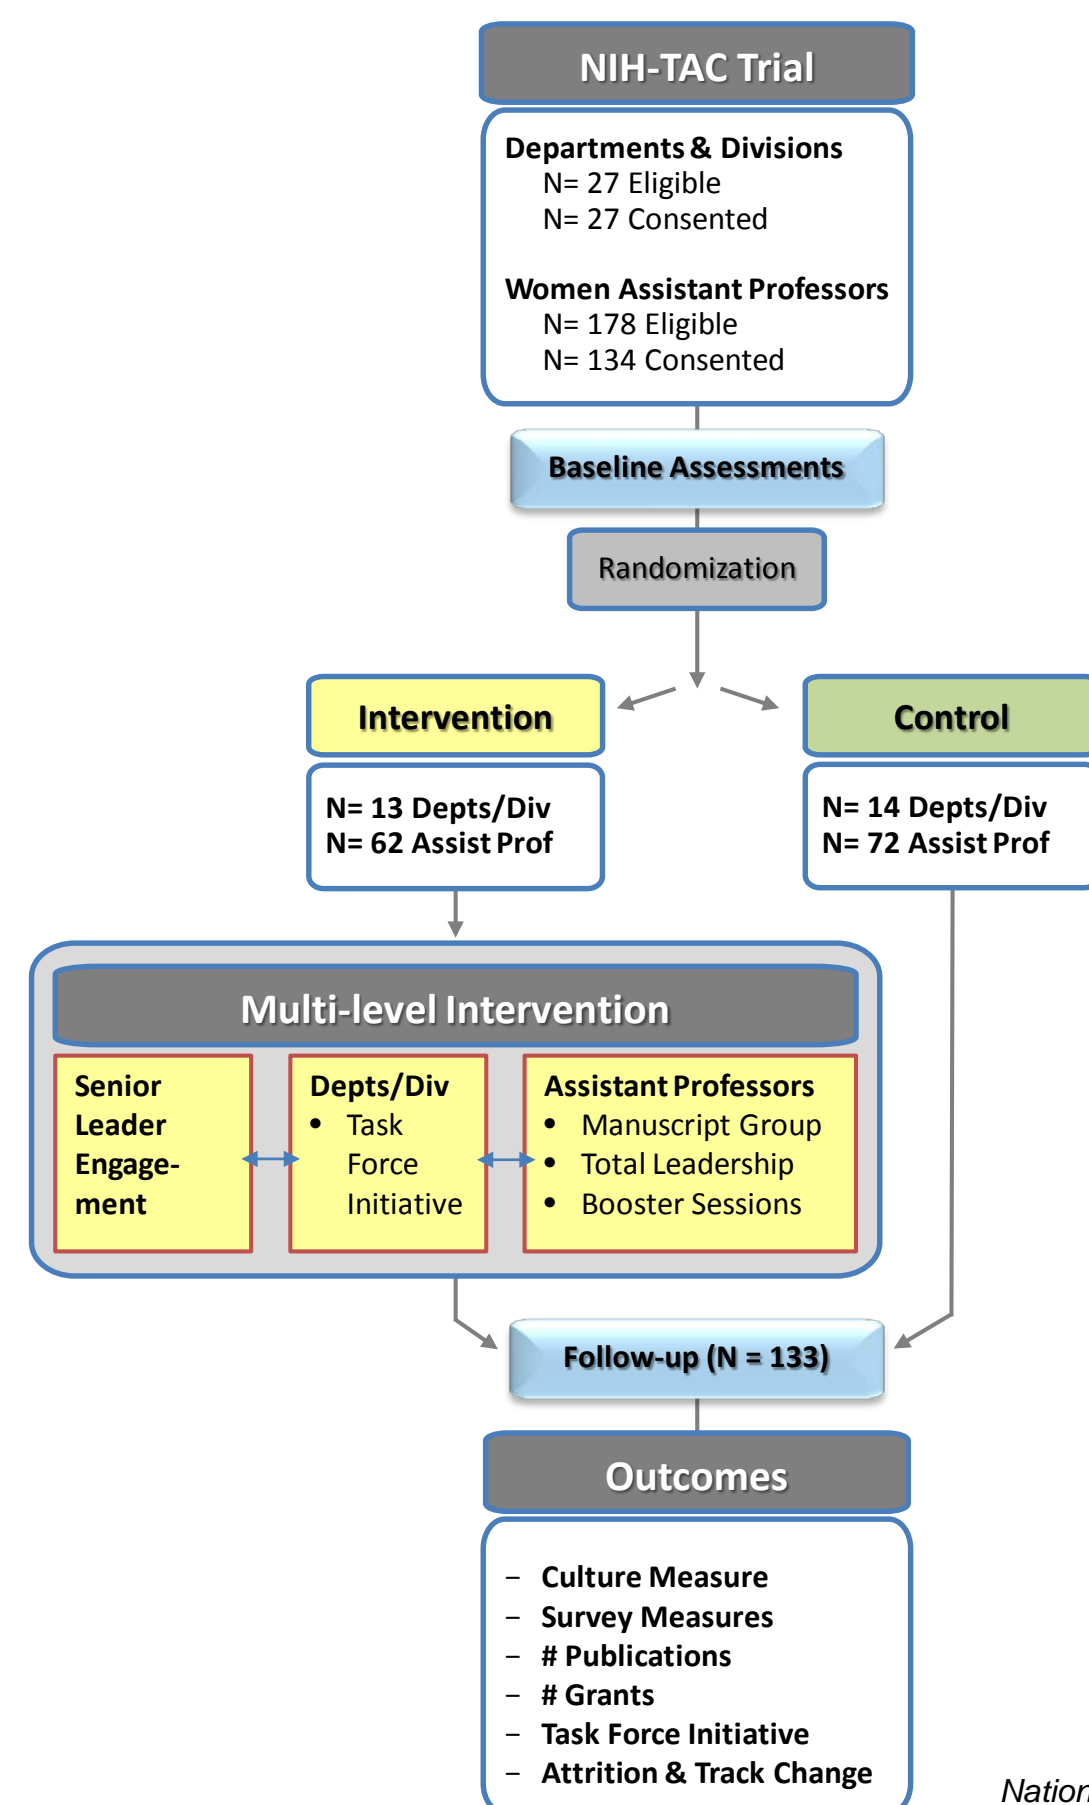 NIH-TAC Trial
Departments & Divisions
N= 27 Eligible
N= 27 Consented
Women Assistant Professors
N= 178 Eligible
N= 134 Consented
Baseline Assessments
Randomization
Intervention
N= 13 Depts/Div
N= 62 Assist Prof
Control
N= 14 Depts/Div
N= 72 Assist Prof
Multi-level Intervention
Senior
Leader
Engage-
ment
Depts/Div
• Task
Force
Initiative
Assistant Professors
• Manuscript Group
• Total Leadership
• Booster Sessions
Follow-up (N = 133)
Outcomes
– Culture Measure
– Survey Measures
– # Publications
– # Grants
– Task Force Initiative
– Attrition & Track Change
Nation